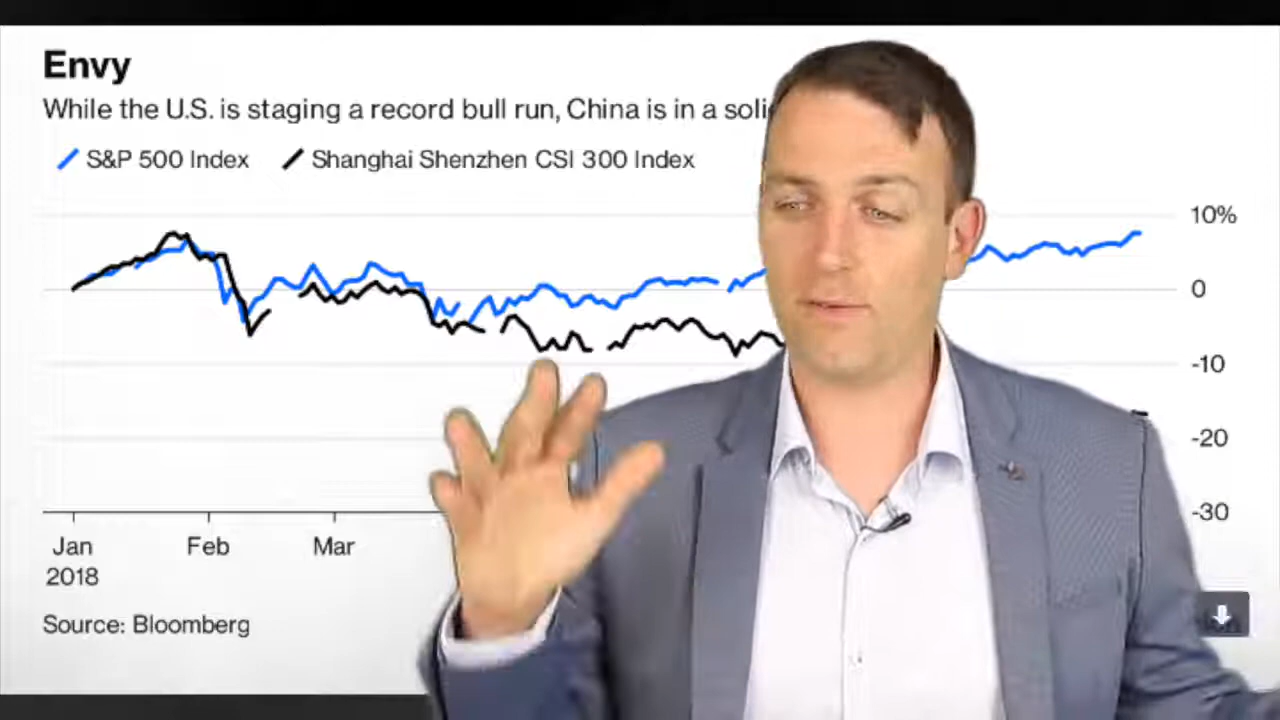 Envy
While the U.S. is staging a record bull run, China is in a
S&P 500 Index Shanghai Shenzhen CSI 300 Index
10%
0
-10
-20
-30
Jan Feb Mar
2018
Source: Bloomberg